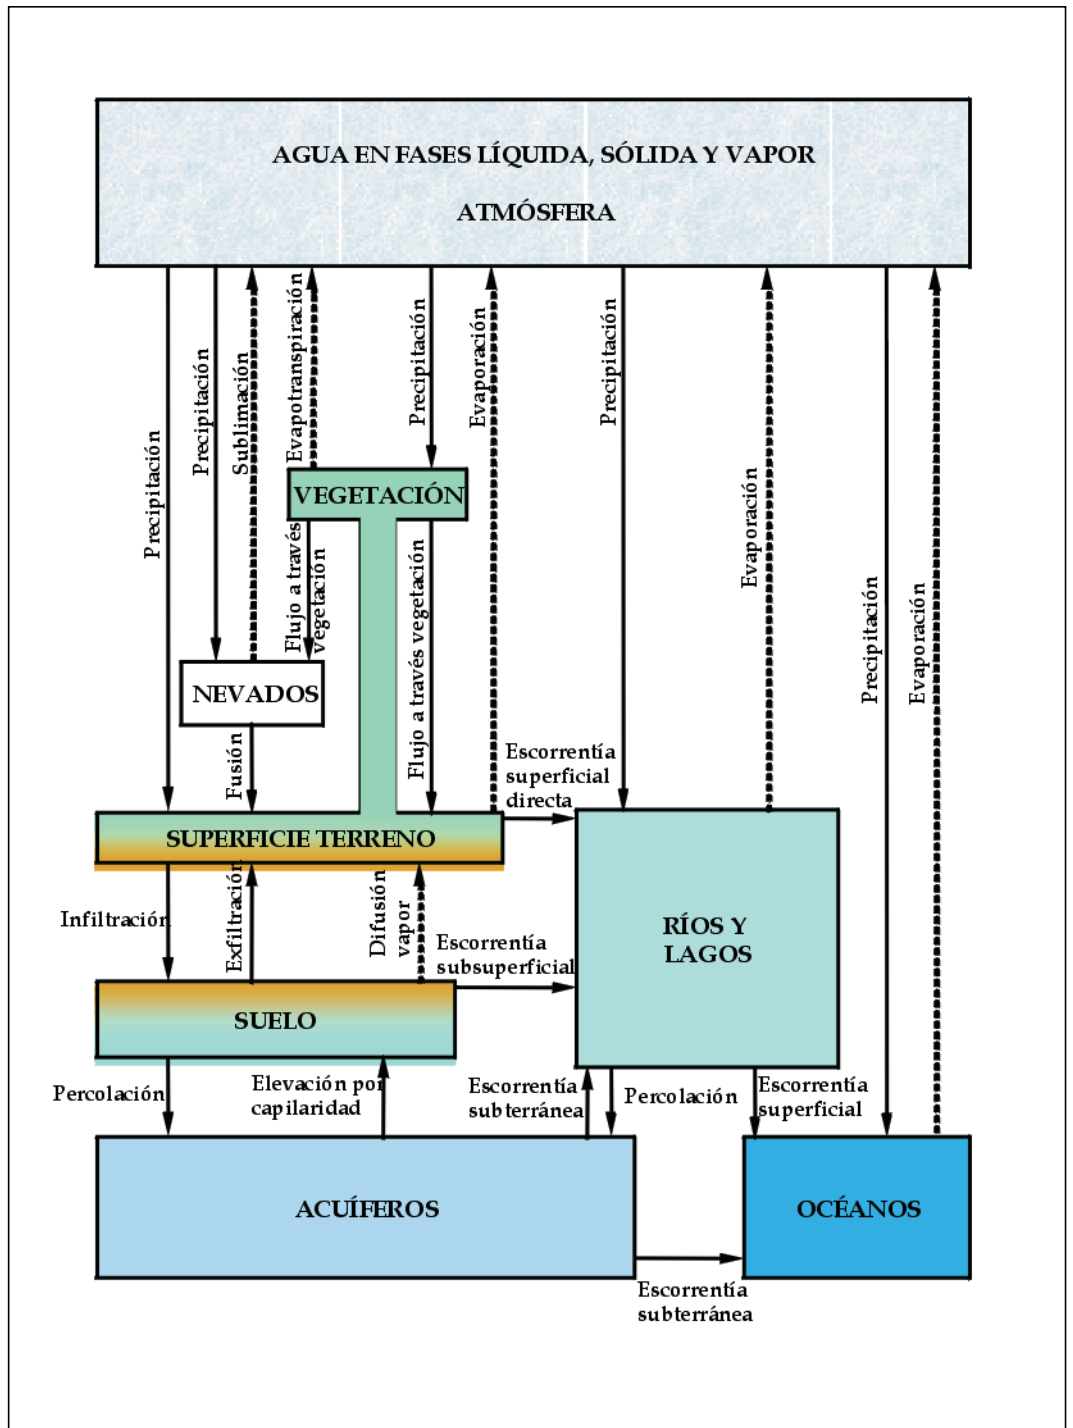 AGUA EN FASES LÍQUIDA, SÓLIDA Y VAPOR
ATMÓSFERA
Precipitación
Precipitación
Sublimación
Evapotranspiración
Precipitación
Evaporación
Precipitación
Evaporación
Precipitación
Evaporación
VEGETACIÓN
Flujo a través
vegetación
Flujo a través vegetación
NEVADOS
Fusión
Escorrentía
superficial
directa
SUPERFICIE TERRENO
Infiltración
Exfiltración
Difusión
vapor
Escorrentía
subsuperficial
RÍOS Y
LAGOS
SUELO
Percolación
Elevación por
capilaridad
Escorrentía
subterránea
Percolación
Escorrentía
superficial
ACUÍFEROS
OCÉANOS
Escorrentía
subterránea